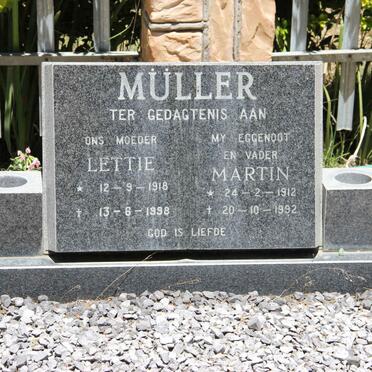 MÜLLER
TER GEDAGTENIS AAN
ONS MOEDER
LETTIE
* 12-9-1918
† 13-6-1998
MY EGGENOOT
EN VADER
MARTIN
* 24-2-1912
† 20-10-1992
GOD IS LIEFDE